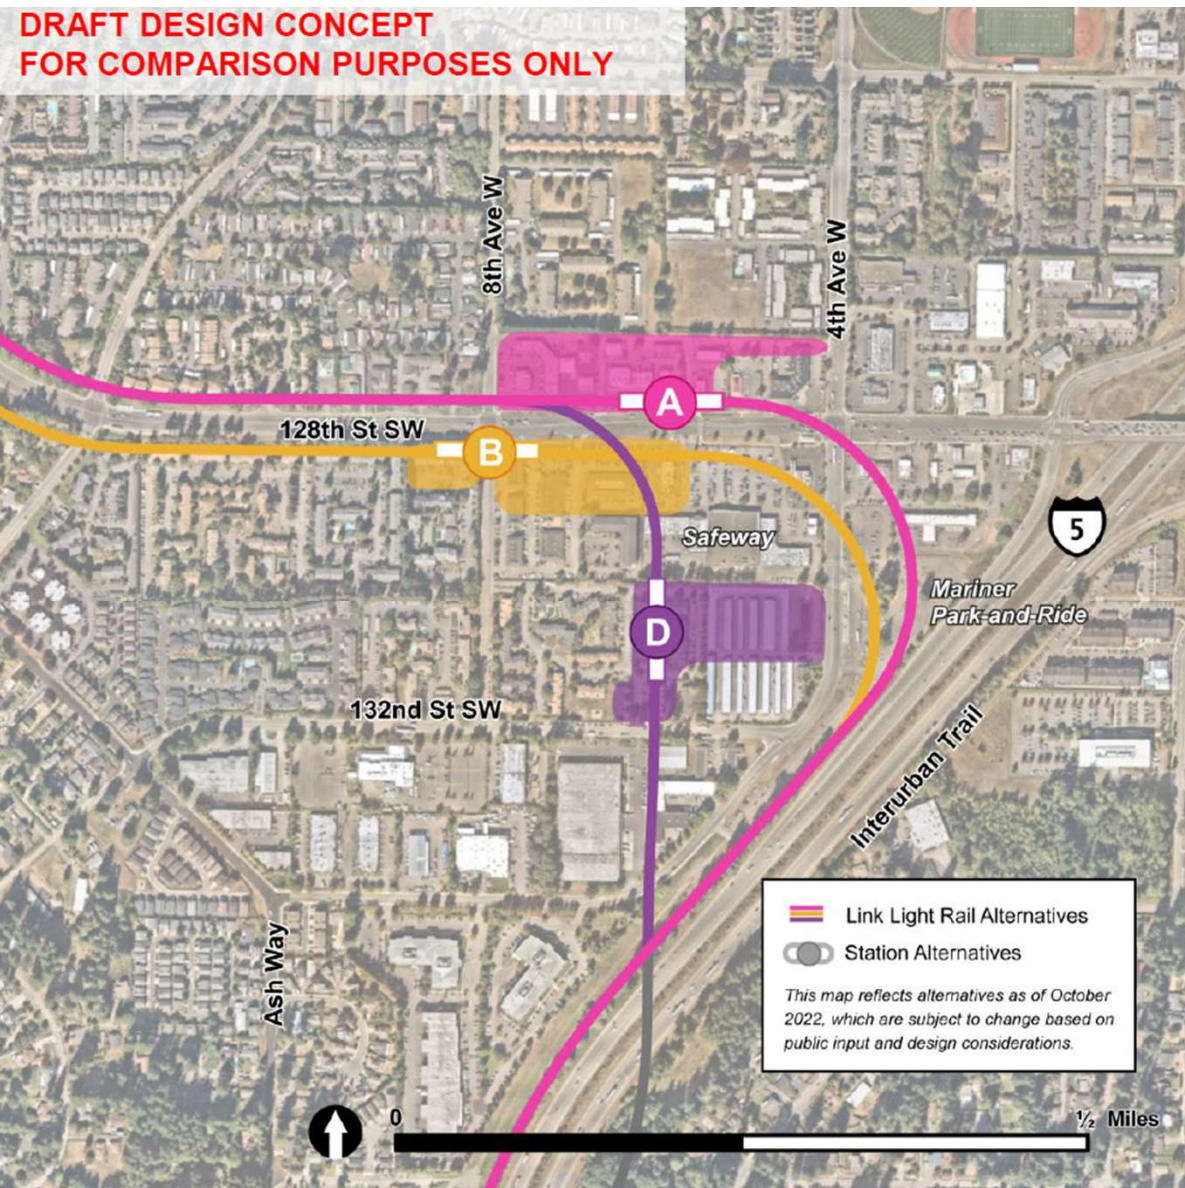 DRAFT DESIGN CONCEPT
FOR COMPARISON PURPOSES ONLY
8th Ave W
4th Ave W
A
128th St SW
B
5
Safeway
Mariner
Park-and-Ride
D
132nd St SW
Interurban Trail
Link Light Rail Alternatives
Station Alternatives
This map reflects alternatives as of October
2022, which are subject to change based on
public input and design considerations.
Ash Way
0
½ Miles